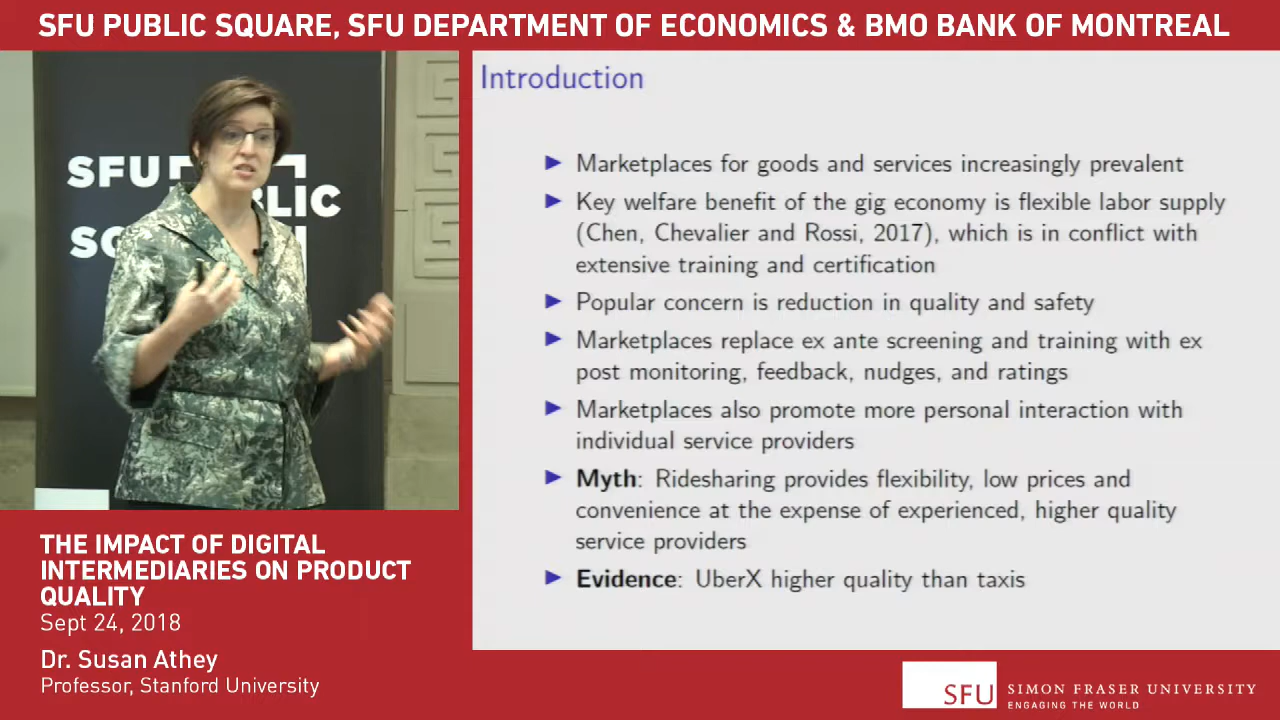 SFU PUBLIC SQUARE, SFU DEPARTMENT OF ECONOMICS & BMO BANK OF MONTREAL
SFU
Introduction
▶ Marketplaces for goods and services increasingly prevalent
▶ Key welfare benefit of the gig economy is flexible labor supply
(Chen, Chevalier and Rossi, 2017), which is in conflict with
extensive training and certification
▶ Popular concern is reduction in quality and safety
▶ Marketplaces replace ex ante screening and training with ex
post monitoring, feedback, nudges, and ratings
▶ Marketplaces also promote more personal interaction with
individual service providers
▶ Myth: Ridesharing provides flexibility, low prices and
convenience at the expense of experienced, higher quality
service providers
▶ Evidence: UberX higher quality than taxis
THE IMPACT OF DIGITAL
INTERMEDIARIES ON PRODUCT
QUALITY
Sept 24, 2018
Dr. Susan Athey
Professor, Stanford University
SFU SIMON FRASER UNIVERSITY
ENGAGING THE WORLD